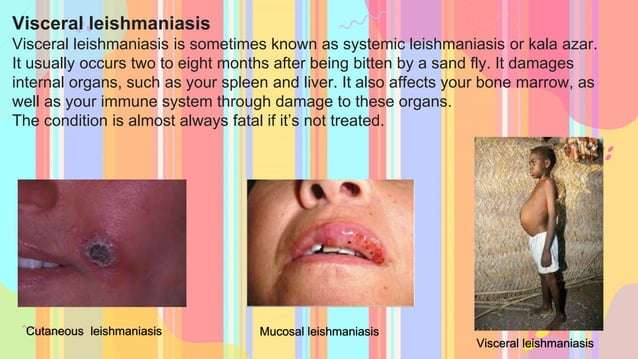 Visceral leishmaniasis
Visceral leishmaniasis is sometimes known as systemic leishmaniasis or kala azar.
It usually occurs two to eight months after being bitten by a sand fly. It damages
internal organs, such as your spleen and liver. It also affects your bone marrow, as
well as your immune system through damage to these organs.
The condition is almost always fatal if it’s not treated.
Cutaneous leishmaniasis
Mucosal leishmaniasis
Visceral leishmaniasis